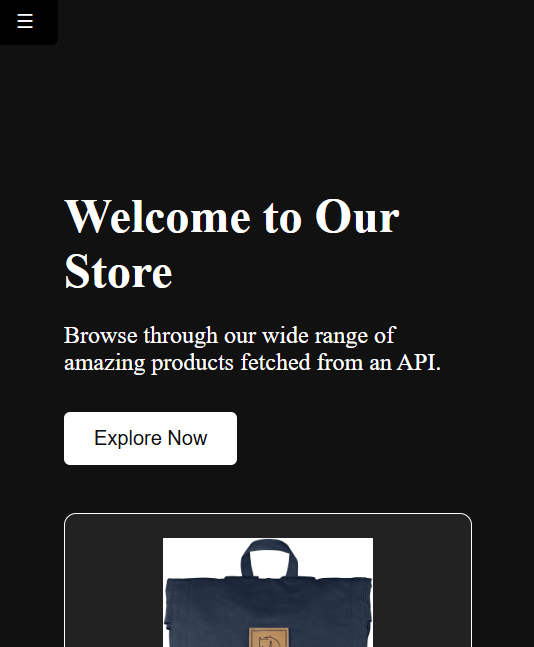 ☰
Welcome to Our
Store
Browse through our wide range of
amazing products fetched from an API.
Explore Now